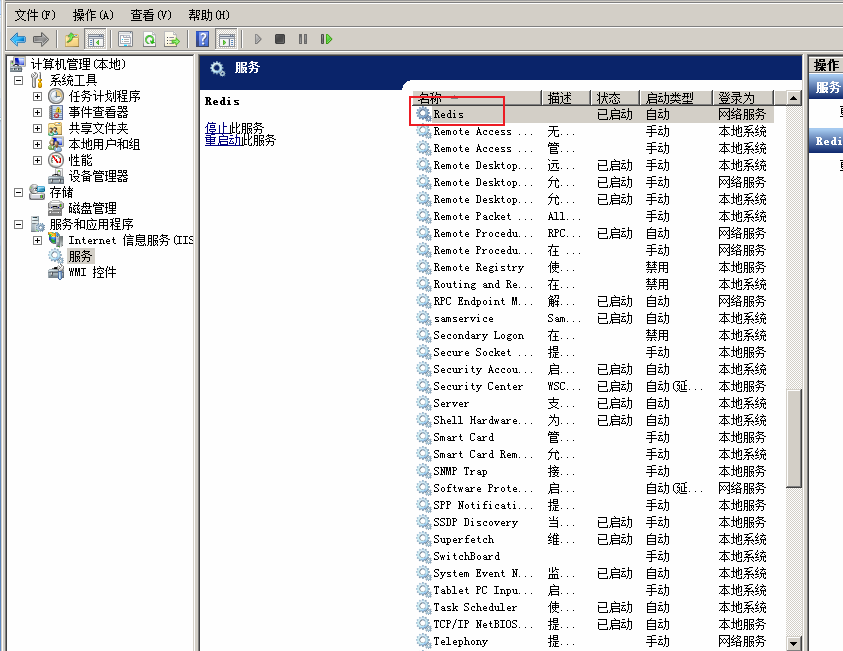 文件(F) 操作(A) 查看(V) 帮助(H)
计算机管理(本地)
系统工具
任务计划程序
事件查看器
共享文件夹
本地用户和组
性能
设备管理器
存储
磁盘管理
服务和应用程序
Internet 信息服务(IIS
服务
WMI 控件
服务
Redis
停止此服务
重启动此服务
名称 描述 状态 启动类型 登录为
Redis 已启动 自动 网络服务
Remote Access ... 无... 手动 本地系统
Remote Access ... 管... 手动 本地系统
Remote Desktop... 远... 已启动 手动 本地系统
Remote Desktop... 允... 已启动 手动 网络服务
Remote Desktop... 允... 已启动 手动 本地系统
Remote Packet ... All... 手动 本地系统
Remote Procedu... RPC... 已启动 自动 网络服务
Remote Procedu... 在 ... 手动 网络服务
Remote Registry 使... 禁用 本地服务
Routing and Re... 在... 禁用 本地系统
RPC Endpoint M... 解... 已启动 自动 网络服务
samservice Sam... 已启动 自动 本地系统
Secondary Logon 在... 禁用 本地系统
Secure Socket ... 提... 手动 本地服务
Security Accou... 启... 已启动 自动 本地系统
Security Center WSC... 已启动 自动(延... 本地服务
Server 支... 已启动 自动 本地系统
Shell Hardware... 为... 已启动 自动 本地系统
Smart Card 管... 手动 本地服务
Smart Card Rem... 允... 手动 本地系统
SNMP Trap 接... 手动 本地服务
Software Prote... 启... 自动(延... 网络服务
SPP Notificati... 提... 手动 本地服务
SSDP Discovery 当... 已启动 手动 本地服务
Superfetch 维... 已启动 自动 本地系统
SwitchBoard 手动 本地系统
System Event N... 监... 已启动 自动 本地系统
Tablet PC Inpu... 启... 手动 本地系统
Task Scheduler 使... 已启动 自动 本地系统
TCP/IP NetBIOS... 提... 已启动 自动 本地服务
Telephony 提... 手动 网络服务
操作
服务
Redi